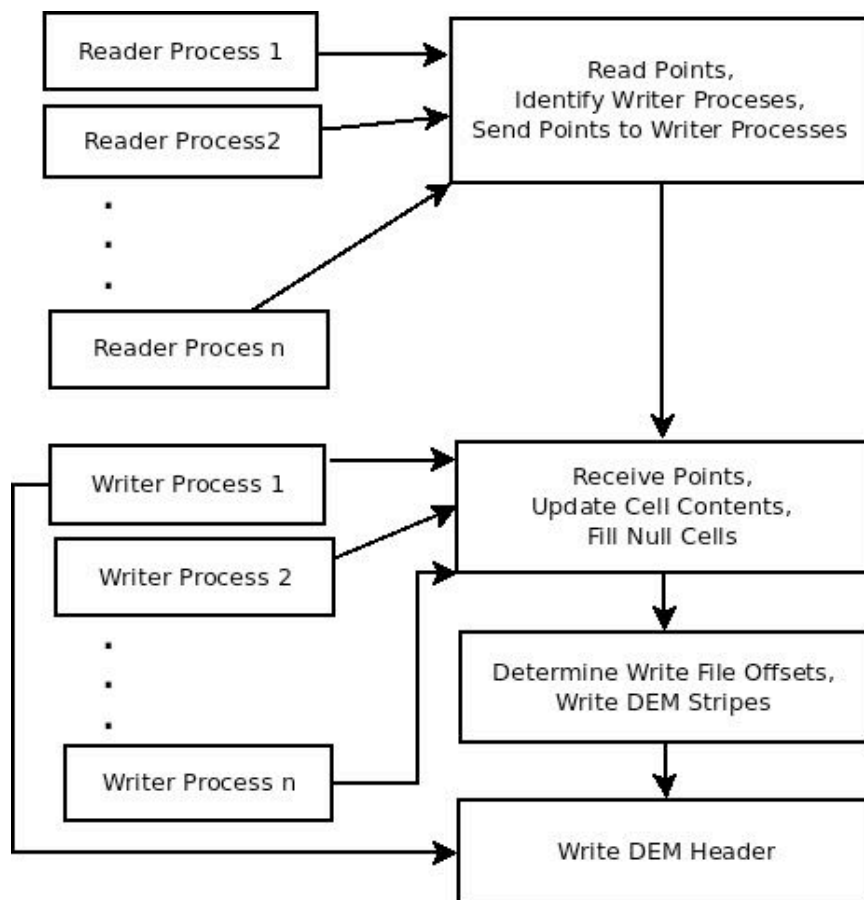 Reader Process 1
Reader Process2
Reader Proces n
Read Points,
Identify Writer Proceses,
Send Points to Writer Processes
Writer Process 1
Writer Process 2
Writer Process n
Receive Points,
Update Cell Contents,
Fill Null Cells
Determine Write File Offsets,
Write DEM Stripes
Write DEM Header